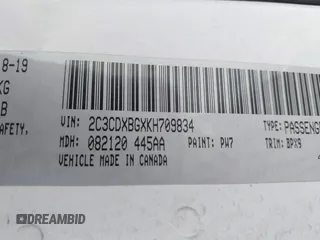 8-19
KG
B
SAFETY,
VIN: 2C3CDXBGXKH709834
TYPE: PASSENG
MDH: 082120 445AA
PAINT: PW7
TRIM: BPX9
VEHICLE MADE IN CANADA
DREAMBID